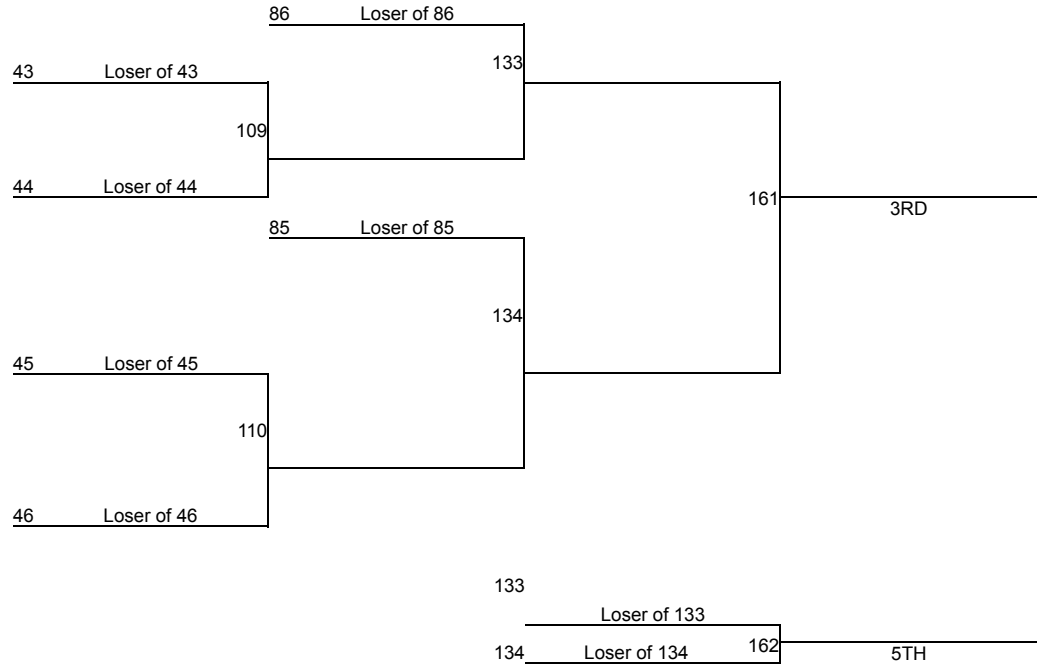 86 Loser of 86
133
43 Loser of 43
109
44 Loser of 44
161
3RD
85 Loser of 85
134
45 Loser of 45
110
46 Loser of 46
133
Loser of 133
134 Loser of 134
162
5TH